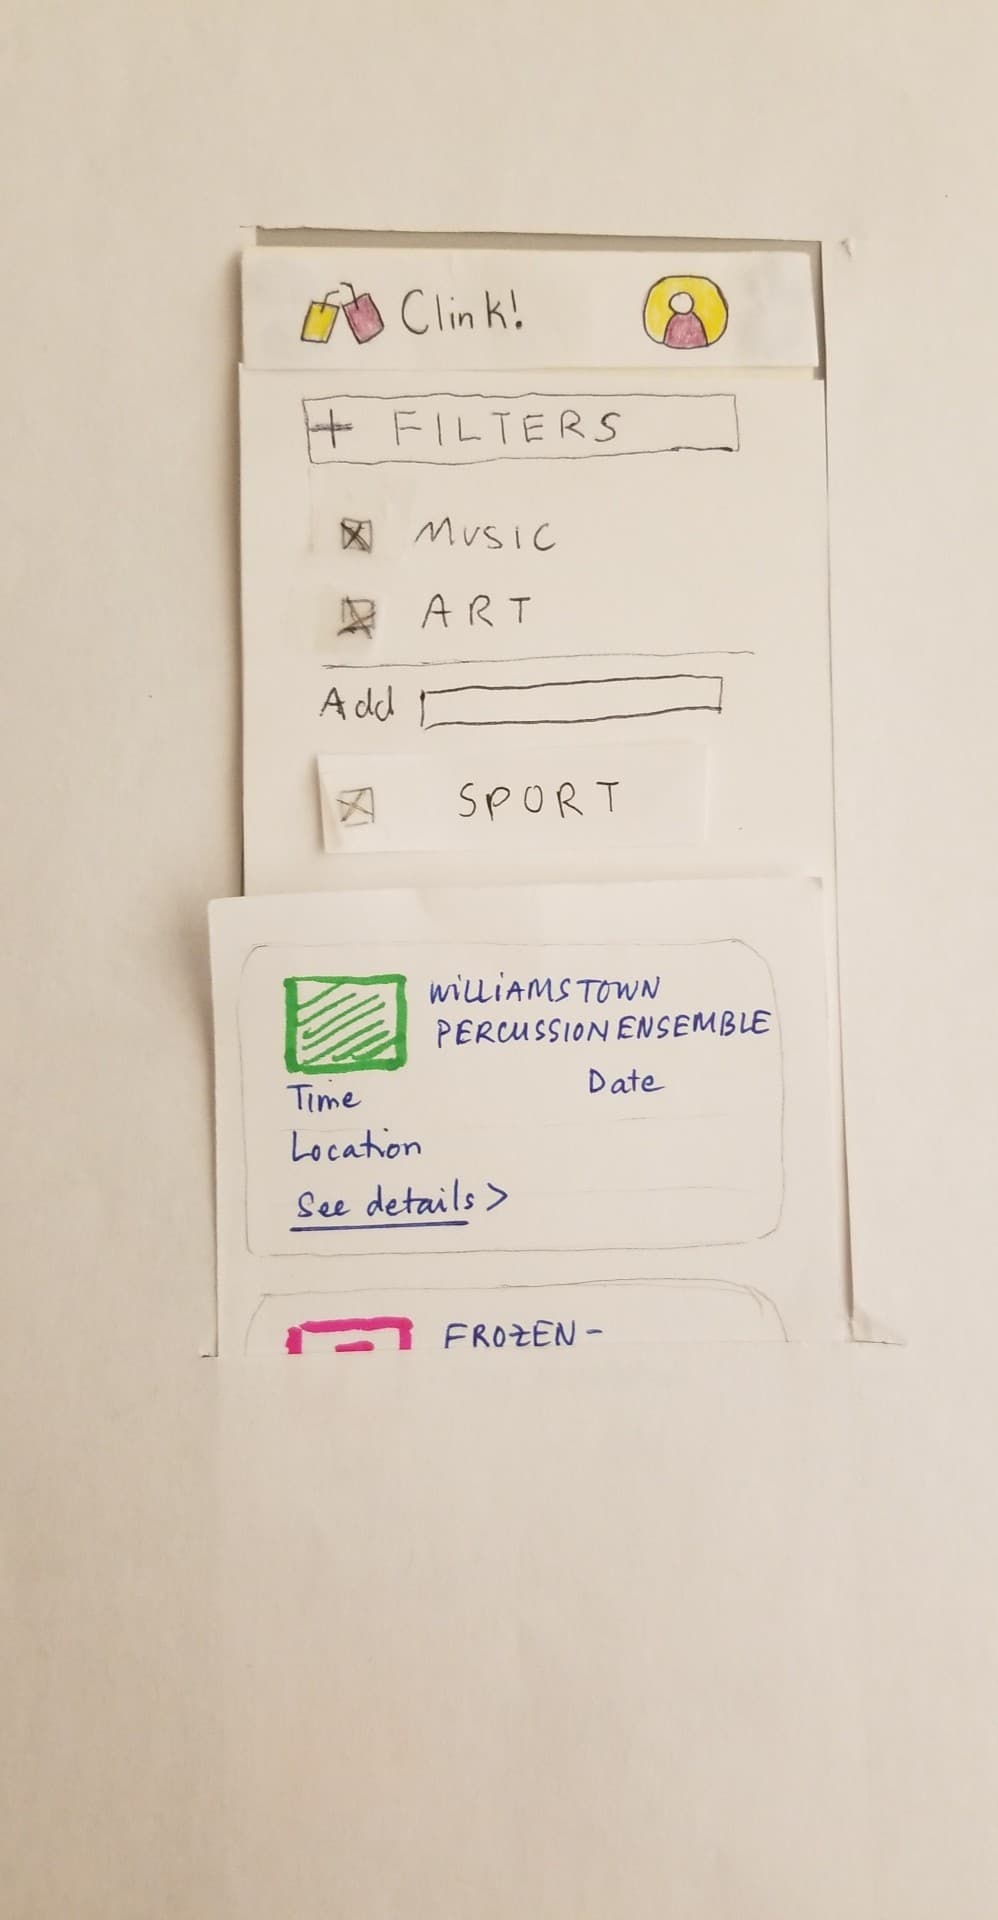 Clink!
+ FILTERS
MUSIC
ART
Add
SPORT
WILLIAMSTOWN
PERCUSSION ENSEMBLE
Time Date
Location
See details >
FROZEN-